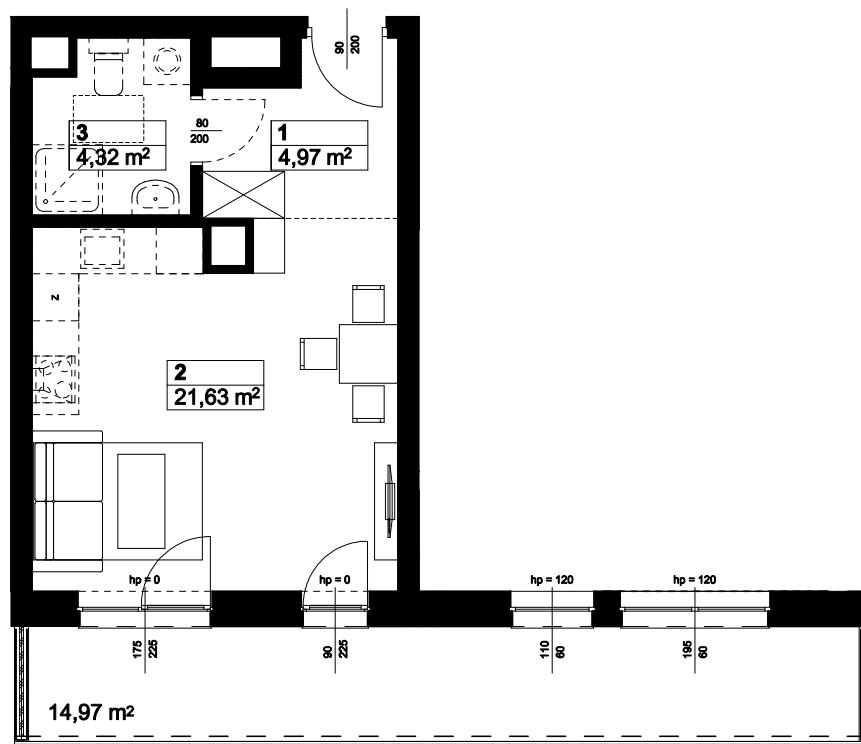 90
200
80
200
3
4,32 m²
1
4,97 m²
z
2
21,63 m²
hp = 0
hp = 0
hp = 120
hp = 120
175
225
90
225
110
60
195
60
14,97 m²